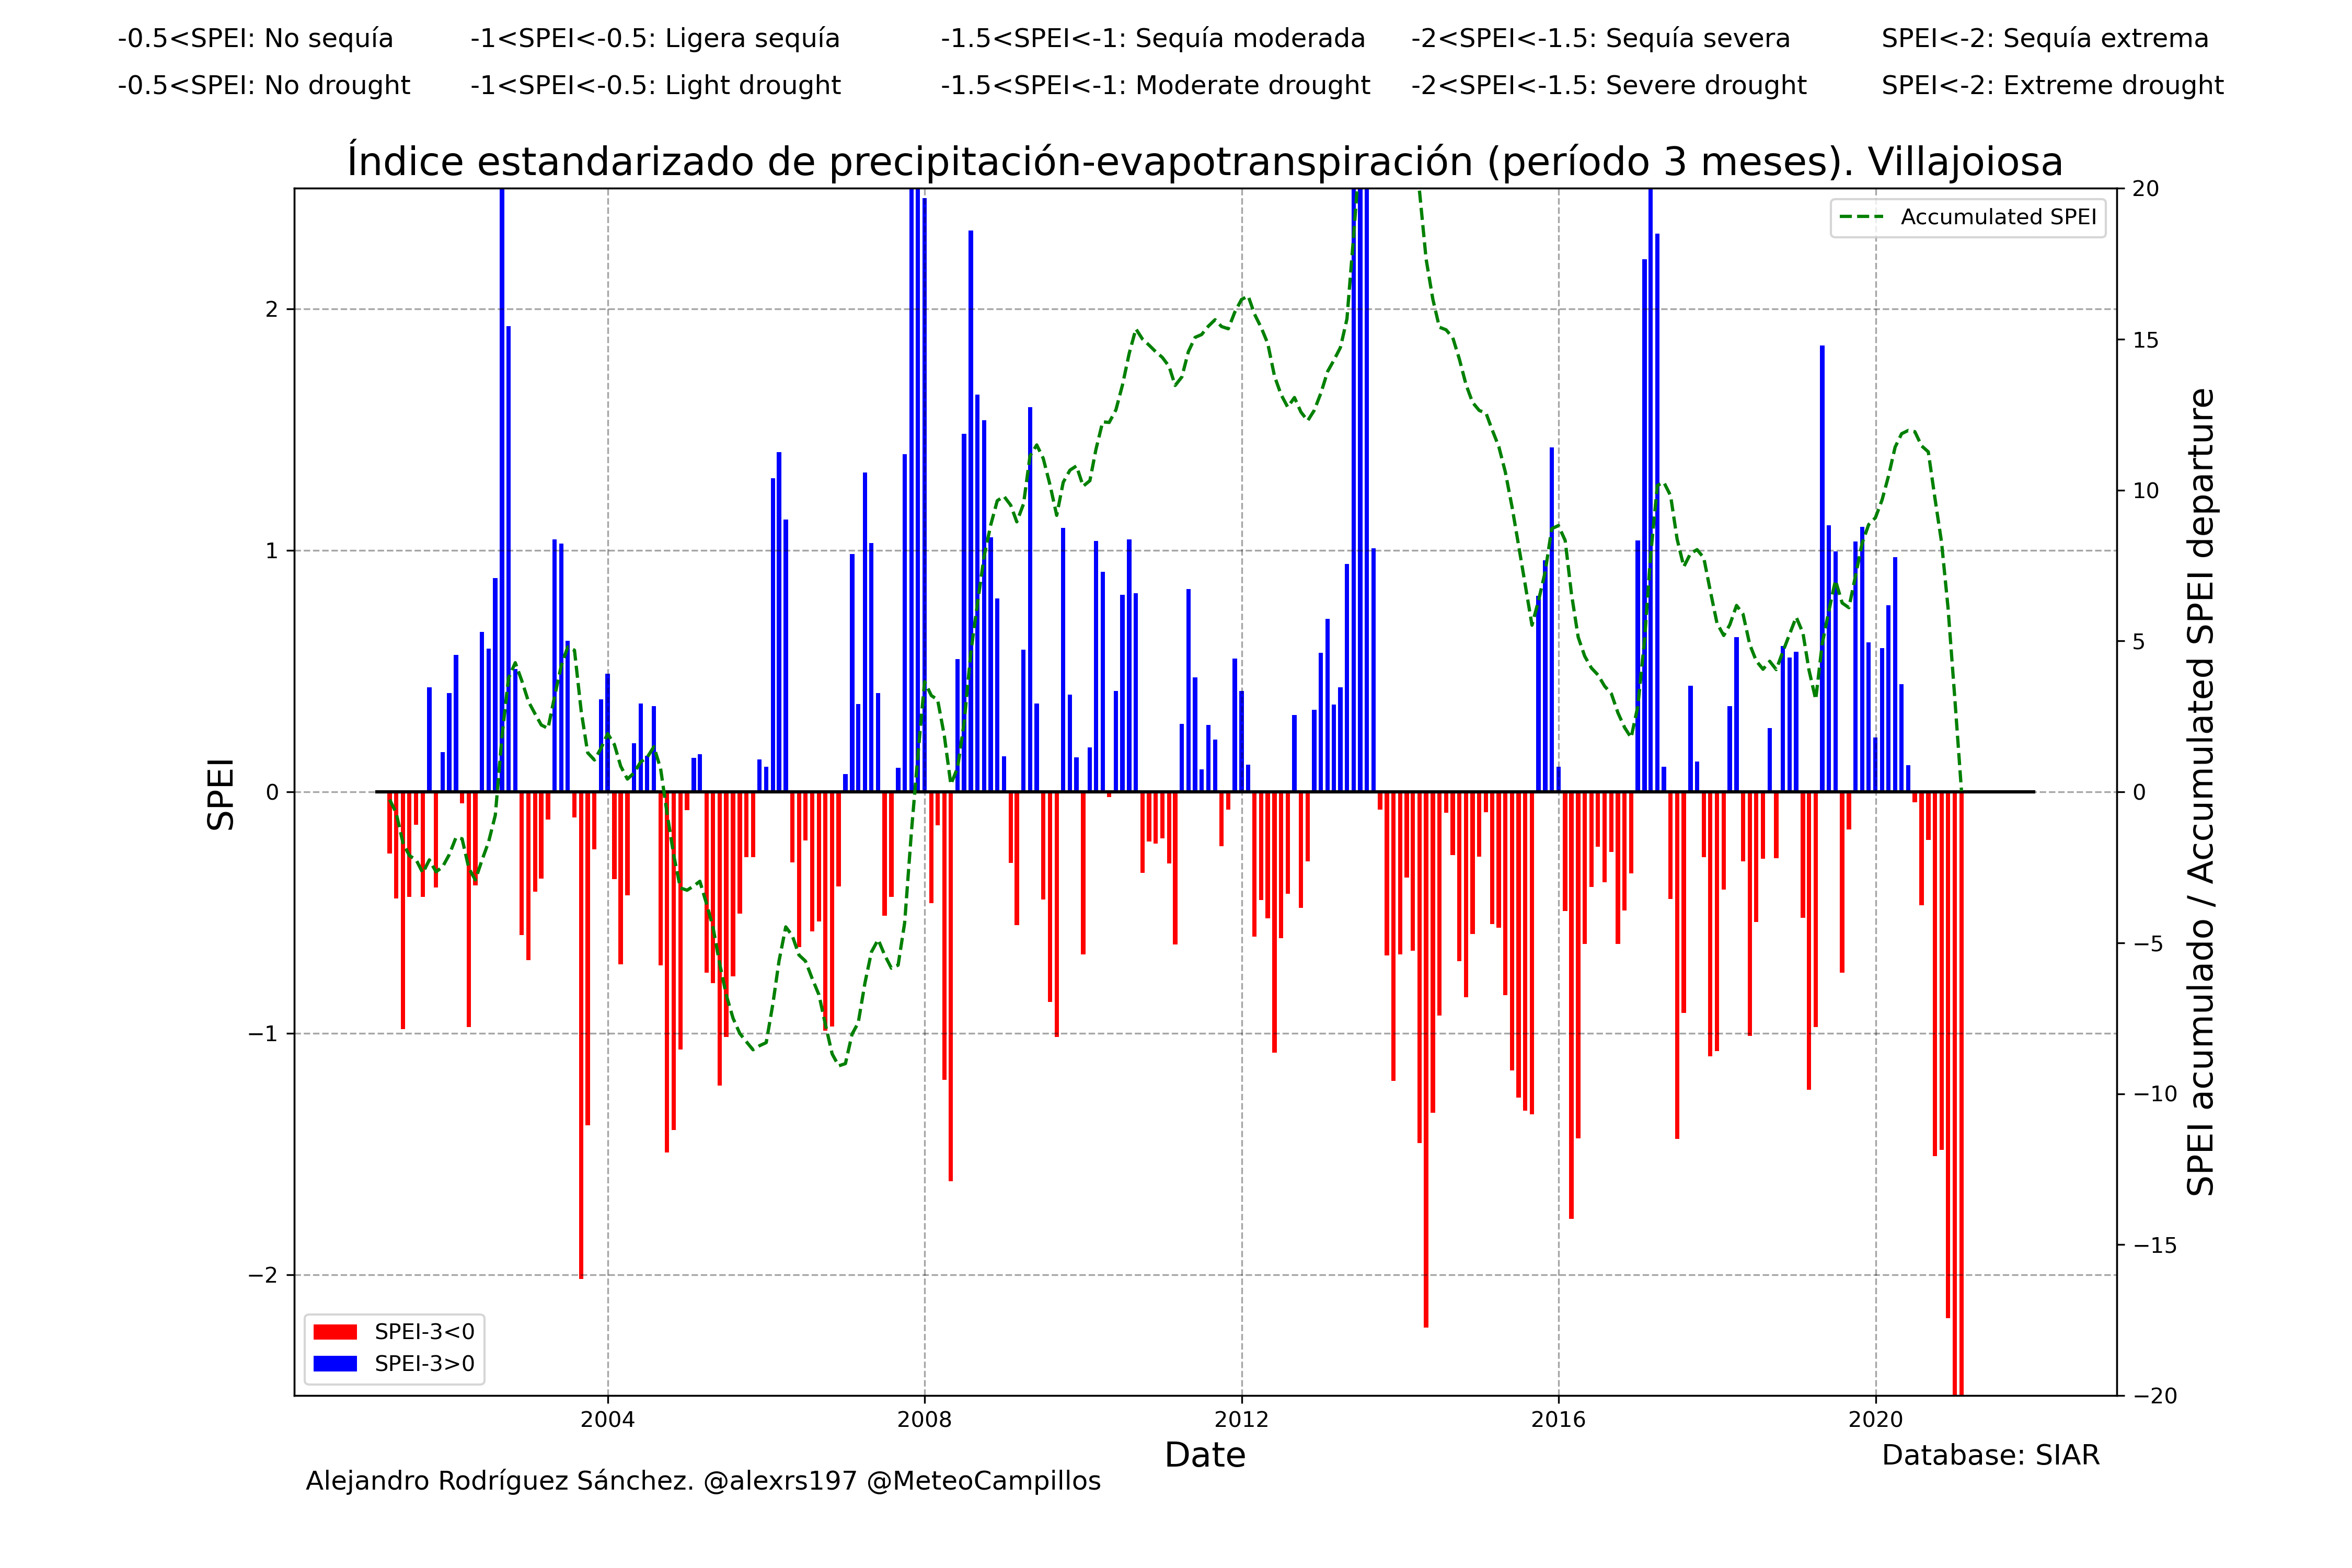 -0.5<SPEI: No sequía -1<SPEI<-0.5: Ligera sequía -1.5<SPEI<-1: Sequía moderada -2<SPEI<-1.5: Sequía severa SPEI<-2: Sequía extrema
-0.5<SPEI: No drought -1<SPEI<-0.5: Light drought -1.5<SPEI<-1: Moderate drought -2<SPEI<-1.5: Severe drought SPEI<-2: Extreme drought
Índice estandarizado de precipitación-evapotranspiración (período 3 meses). Villajoiosa
Accumulated SPEI
SPEI
2
1
0
−1
−2
20
15
10
5
0
−5
−10
−15
−20
SPEI acumulado / Accumulated SPEI departure
SPEI-3<0
SPEI-3>0
2004 2008 2012 2016 2020
Date
Database: SIAR
Alejandro Rodríguez Sánchez. @alexrs197 @MeteoCampillos